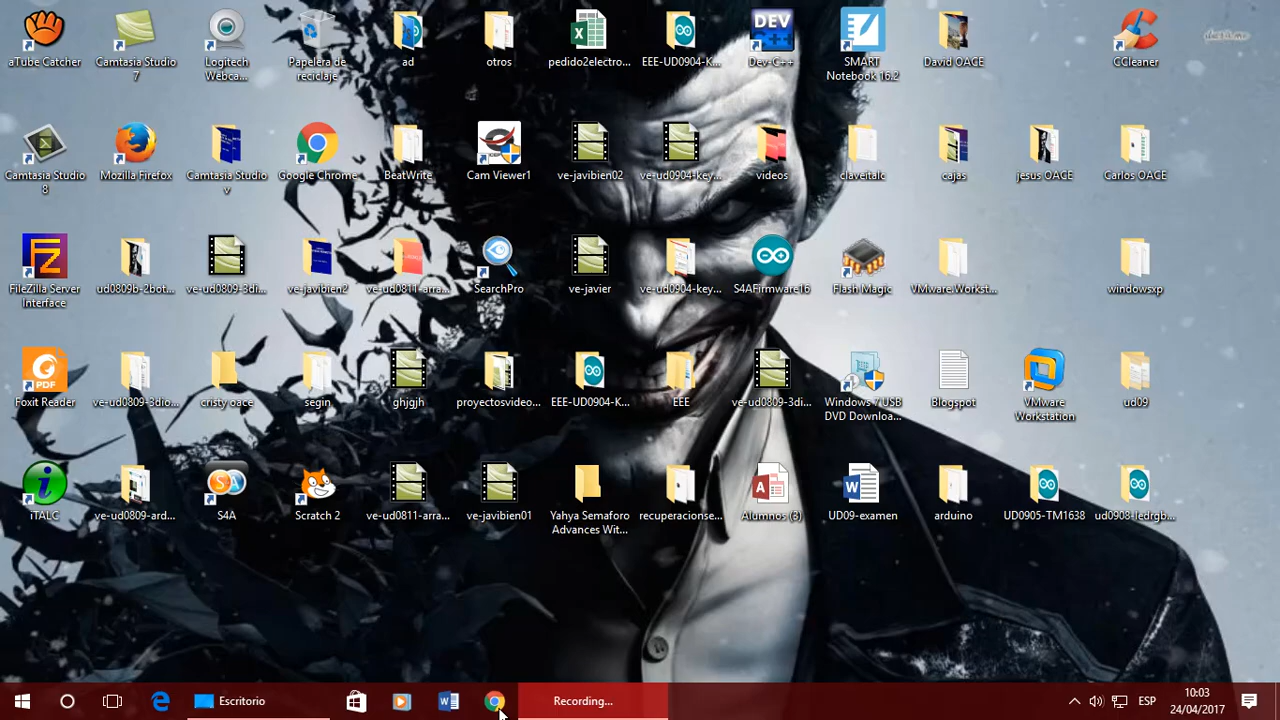 aTube Catcher
Camtasia Studio 7
Logitech Webca...
Papelera de reciclaje
ad
otros
pedido2electro...
EEE-UD0904-K...
DEV C++
Dev-C++
SMART Notebook 16.2
David OACE
CCleaner
Camtasia Studio 8
Mozilla Firefox
Camtasia Studio v
Google Chrome
BeatWrite
Cam Viewer1
ve-javibien02
ve-ud0904-key...
videos
claveitalc
cajas
jesus OACE
Carlos OACE
FileZilla Server Interface
ud0809b-2bot...
ve-ud0809-3di...
ve-javibien2
ve-ud0811-arra...
SearchPro
ve-javier
ve-ud0904-key...
S4AFirmware16
Flash Magic
VMware.Workst...
windowsxp
PDF
Foxit Reader
ve-ud0809-3dio...
cristy oace
segin
ghjgjh
proyectosvideo...
EEE-UD0904-K...
EEE
ve-ud0809-3di...
Windows 7 USB DVD Downloa...
Blogspot
VMware Workstation
ud09
iTALC
ve-ud0809-ard...
S4A
Scratch 2
ve-ud0811-arra...
ve-javibien01
Yahya Semaforo Advances Wit...
recuperacionse...
Alumnos (3)
UD09-examen
arduino
UD0905-TM1638
ud0908-ledrgb...
Escritorio
Recording...
ESP
10:03
24/04/2017